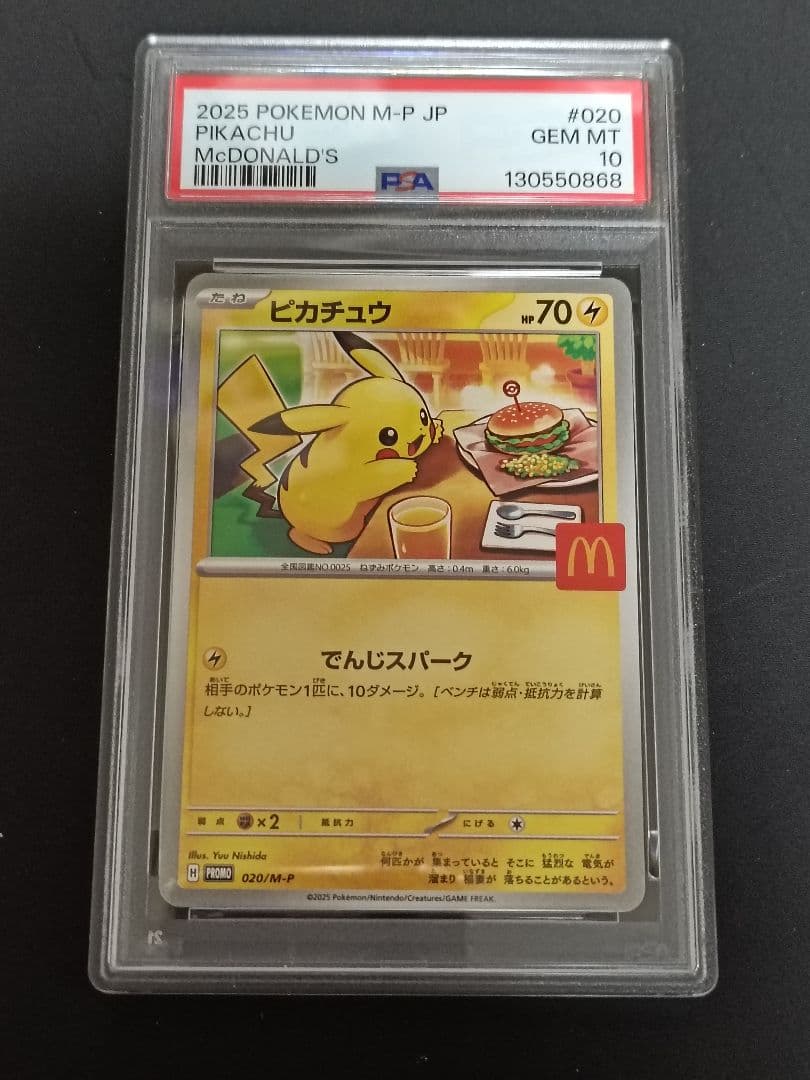 2025 POKEMON M-P JP #020
PIKACHU GEM MT
McDONALD'S 10
PSA 130550868
たね ピカチュウ HP70
全国図鑑NO.0025 ねずみポケモン 高さ:0.4m 重さ:6.0kg
でんじスパーク
相手のポケモン1匹に、10ダメージ。[ベンチは弱点・抵抗力を計算
しない。]
弱点 ×2 抵抗力 にげる
Illus. Yuu Nishida
何匹かが 集まっていると そこに 猛烈な 電気が
溜まり 稲妻が 落ちることがあるという。
H PROMO 020/M-P
©2025 Pokémon/Nintendo/Creatures/GAME FREAK.